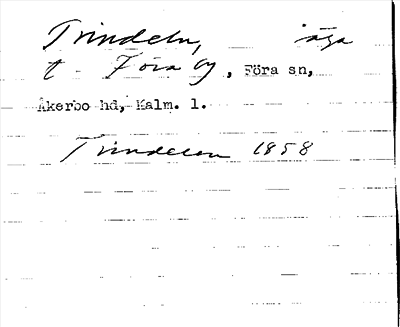 Trindeln, äga
t. Föra by, Föra sn,
Åkerbo hd, Kalm. l.
Trindelen 1858